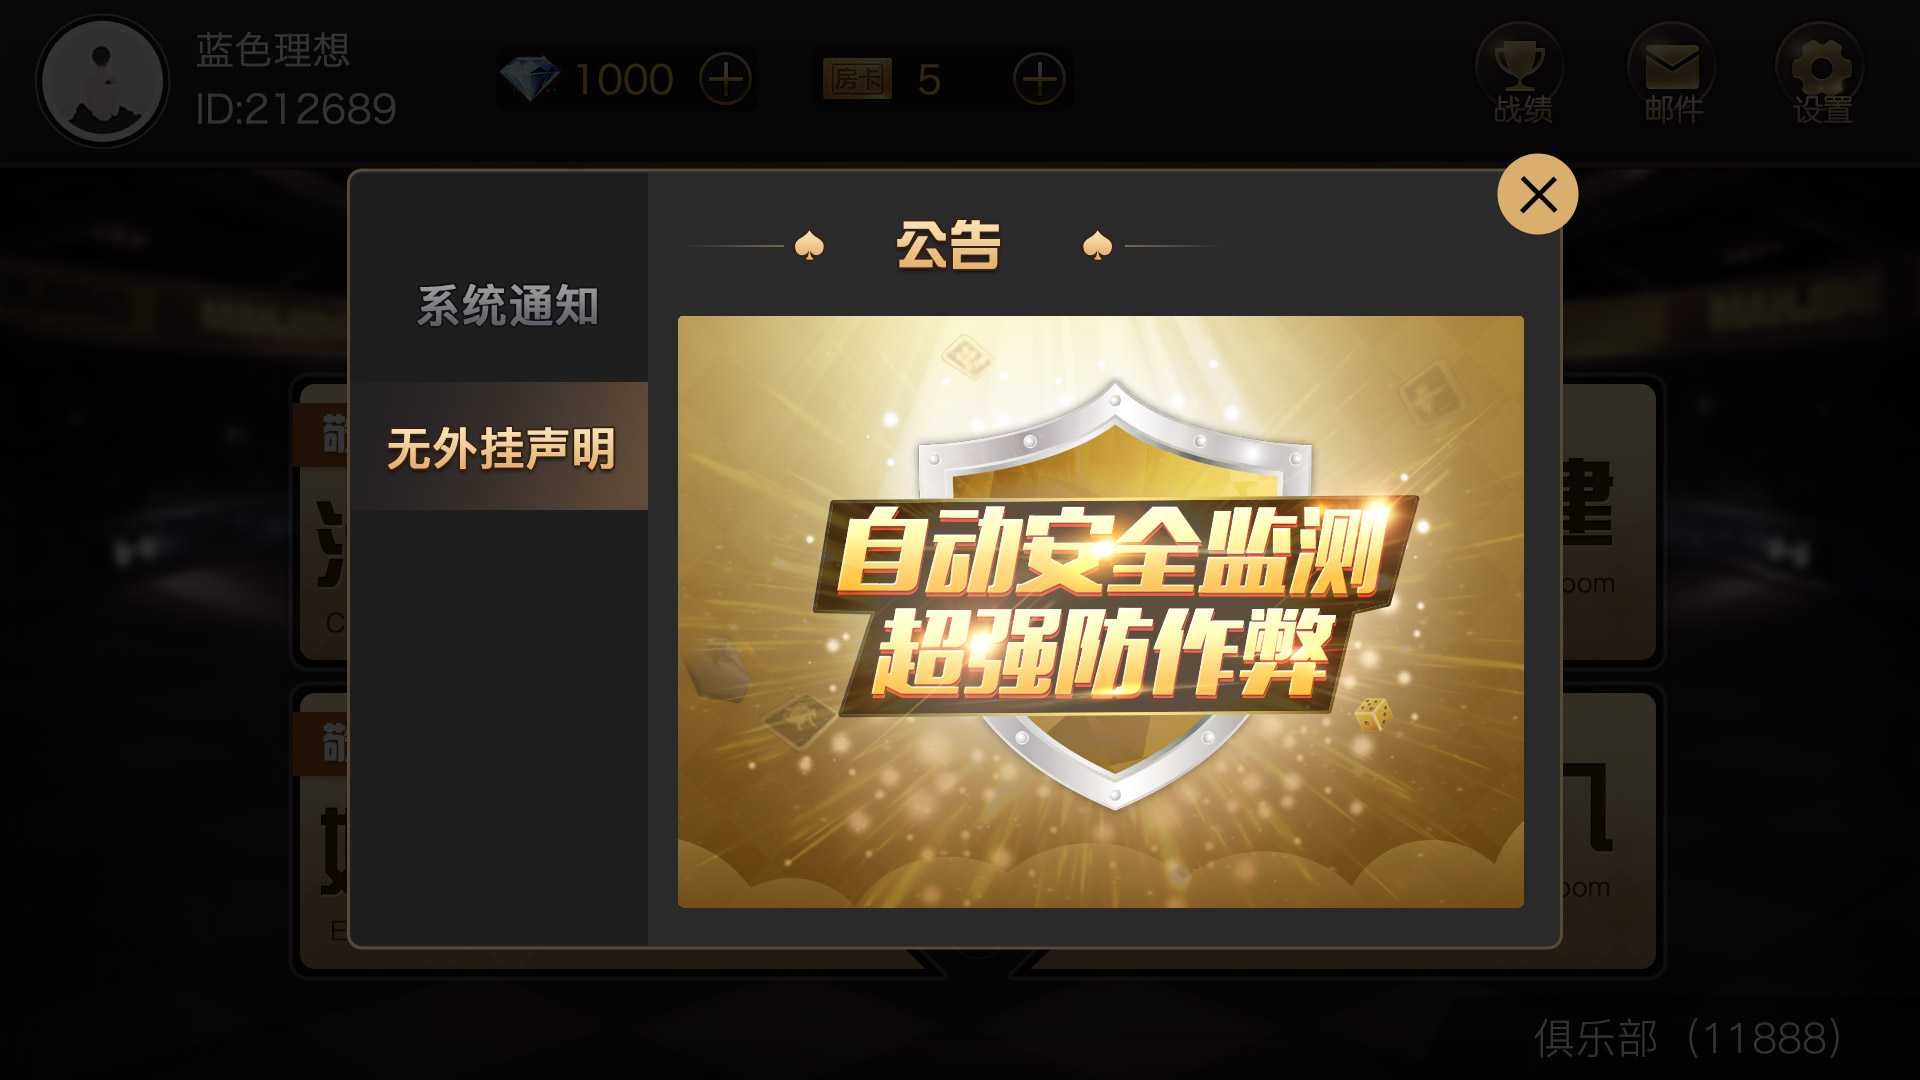 蓝色理想
ID:212689
1000
房卡
5
战绩
邮件
设置
公告
系统通知
无外挂声明
自动安全监测
超强防作弊
oom
oom
俱乐部（11888）